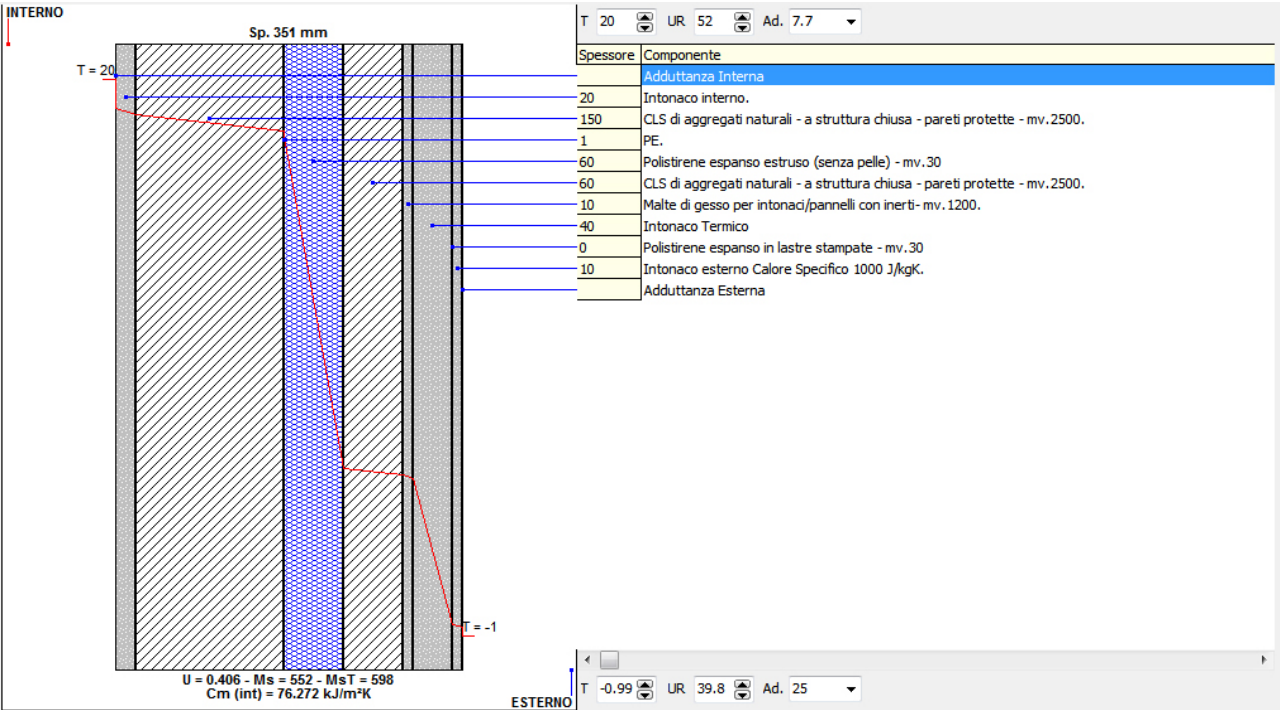 INTERNO
Sp. 351 mm
T = 20
T = -1
U = 0.406 - Ms = 552 - MsT = 598
Cm (int) = 76.272 kJ/m²K
ESTERNO
T 20 UR 52 Ad. 7.7
Spessore Componente
Adduttanza Interna
20 Intonaco interno.
150 CLS di aggregati naturali - a struttura chiusa - pareti protette - mv.2500.
1 PE.
60 Polistirene espanso estruso (senza pelle) - mv.30
60 CLS di aggregati naturali - a struttura chiusa - pareti protette - mv.2500.
10 Malte di gesso per intonaci/pannelli con inerti- mv.1200.
40 Intonaco Termico
0 Polistirene espanso in lastre stampate - mv.30
10 Intonaco esterno Calore Specifico 1000 J/kgK.
Adduttanza Esterna
T -0.99 UR 39.8 Ad. 25